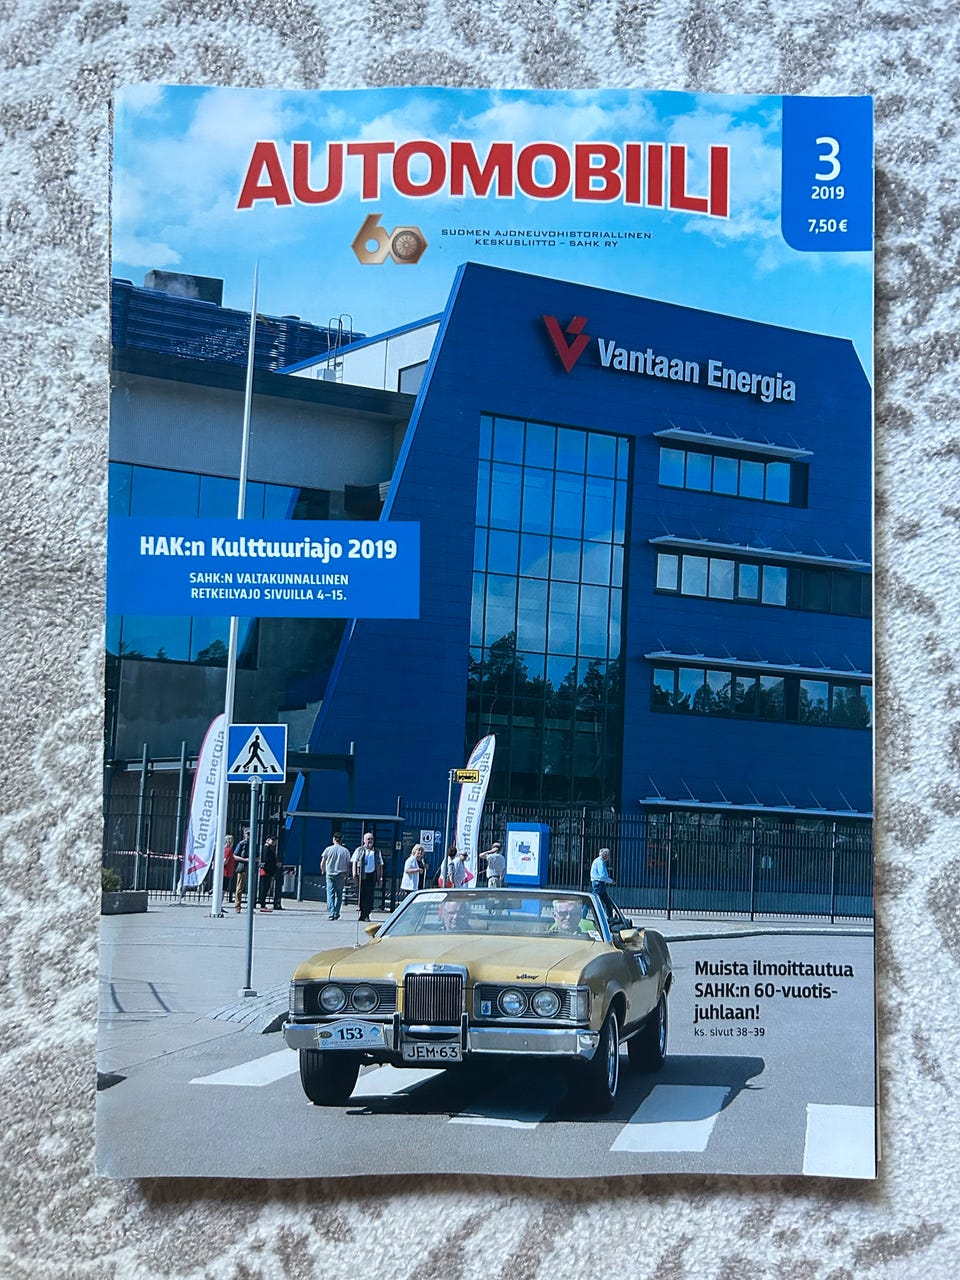 AUTOMOBIILI
3
2019
7,50 €
60
SUOMEN AJONEUVOHISTORIALLINEN
KESKUSLIITTO – SAHK RY
Vantaan Energia
HAK:n Kulttuuriajo 2019
SAHK:N VALTAKUNNALLINEN
RETKEILYAJO SIVUILLA 4–15.
Vantaan Energia
Vantaan Energia
Muista ilmoittautua
SAHK:n 60-vuotis-
juhlaan!
ks. sivut 38–39
153
JEM-63